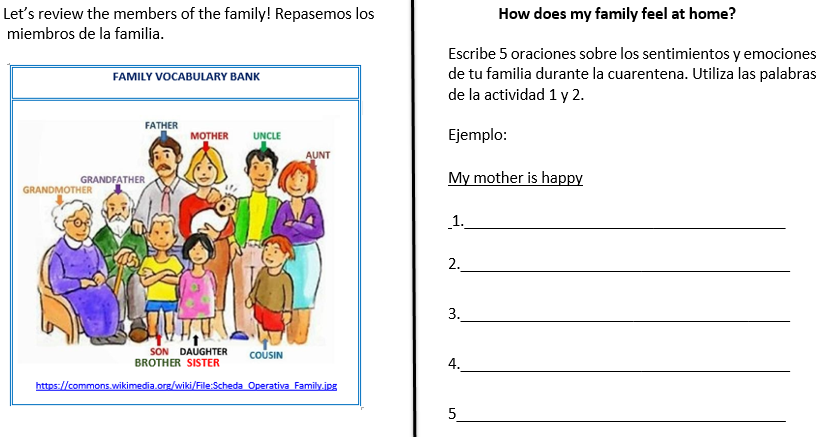 Let's review the members of the family! Repasemos los
miembros de la familia.
FAMILY VOCABULARY BANK
FATHER
MOTHER
UNCLE
AUNT
GRANDFATHER
GRANDMOTHER
SON DAUGHTER
BROTHER SISTER
COUSIN
https://commons.wikimedia.org/wiki/File:Scheda_Operativa_Family.jpg
How does my family feel at home?
Escribe 5 oraciones sobre los sentimientos y emociones
de tu familia durante la cuarentena. Utiliza las palabras
de la actividad 1 y 2.
Ejemplo:
My mother is happy
1.
2.
3.
4.
5